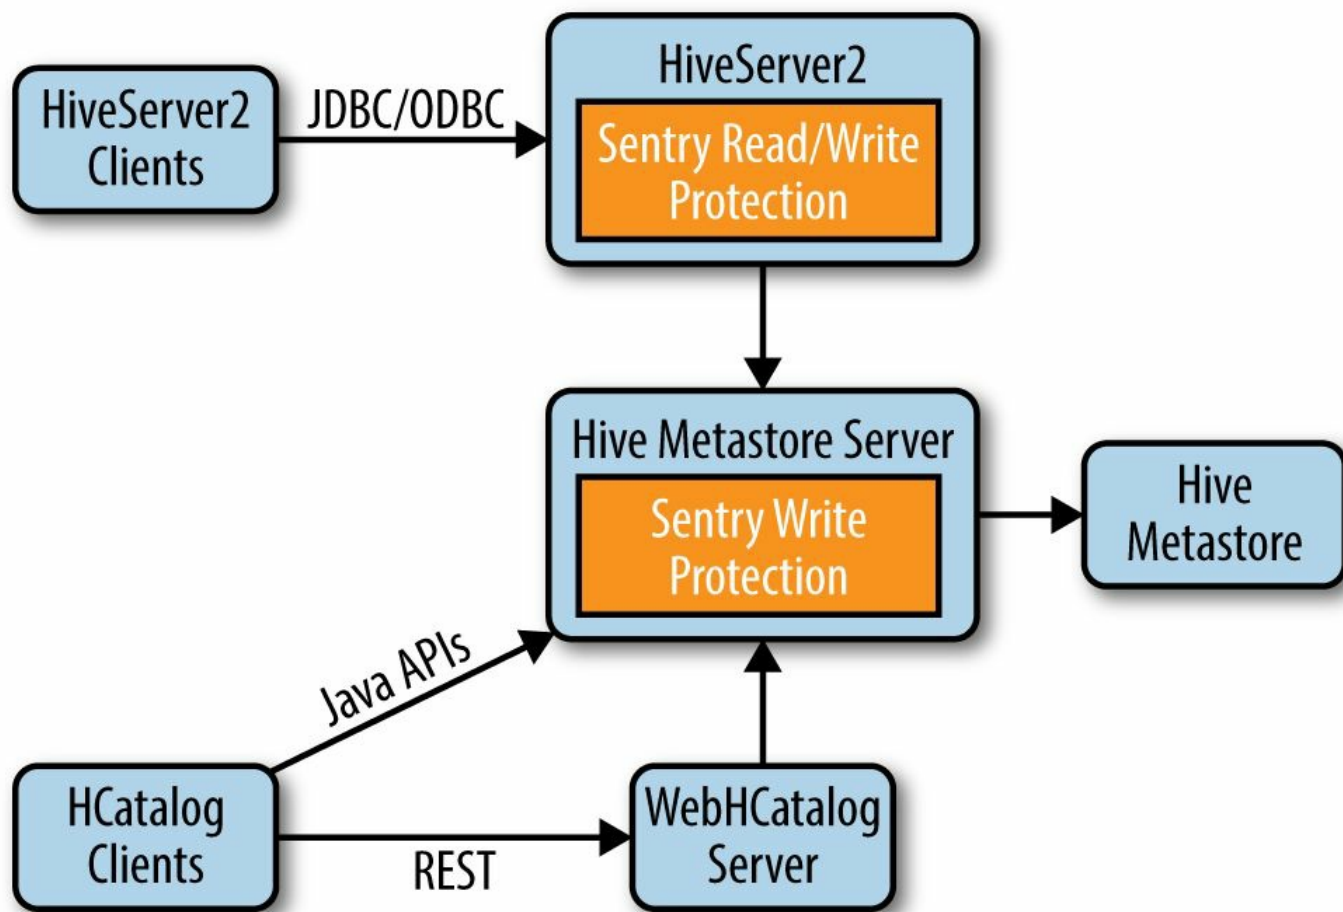 HiveServer2
Sentry Read/Write
Protection
HiveServer2
Clients
JDBC/ODBC
Hive Metastore Server
Sentry Write
Protection
Hive
Metastore
Java APIs
HCatalog
Clients
REST
WebHCatalog
Server